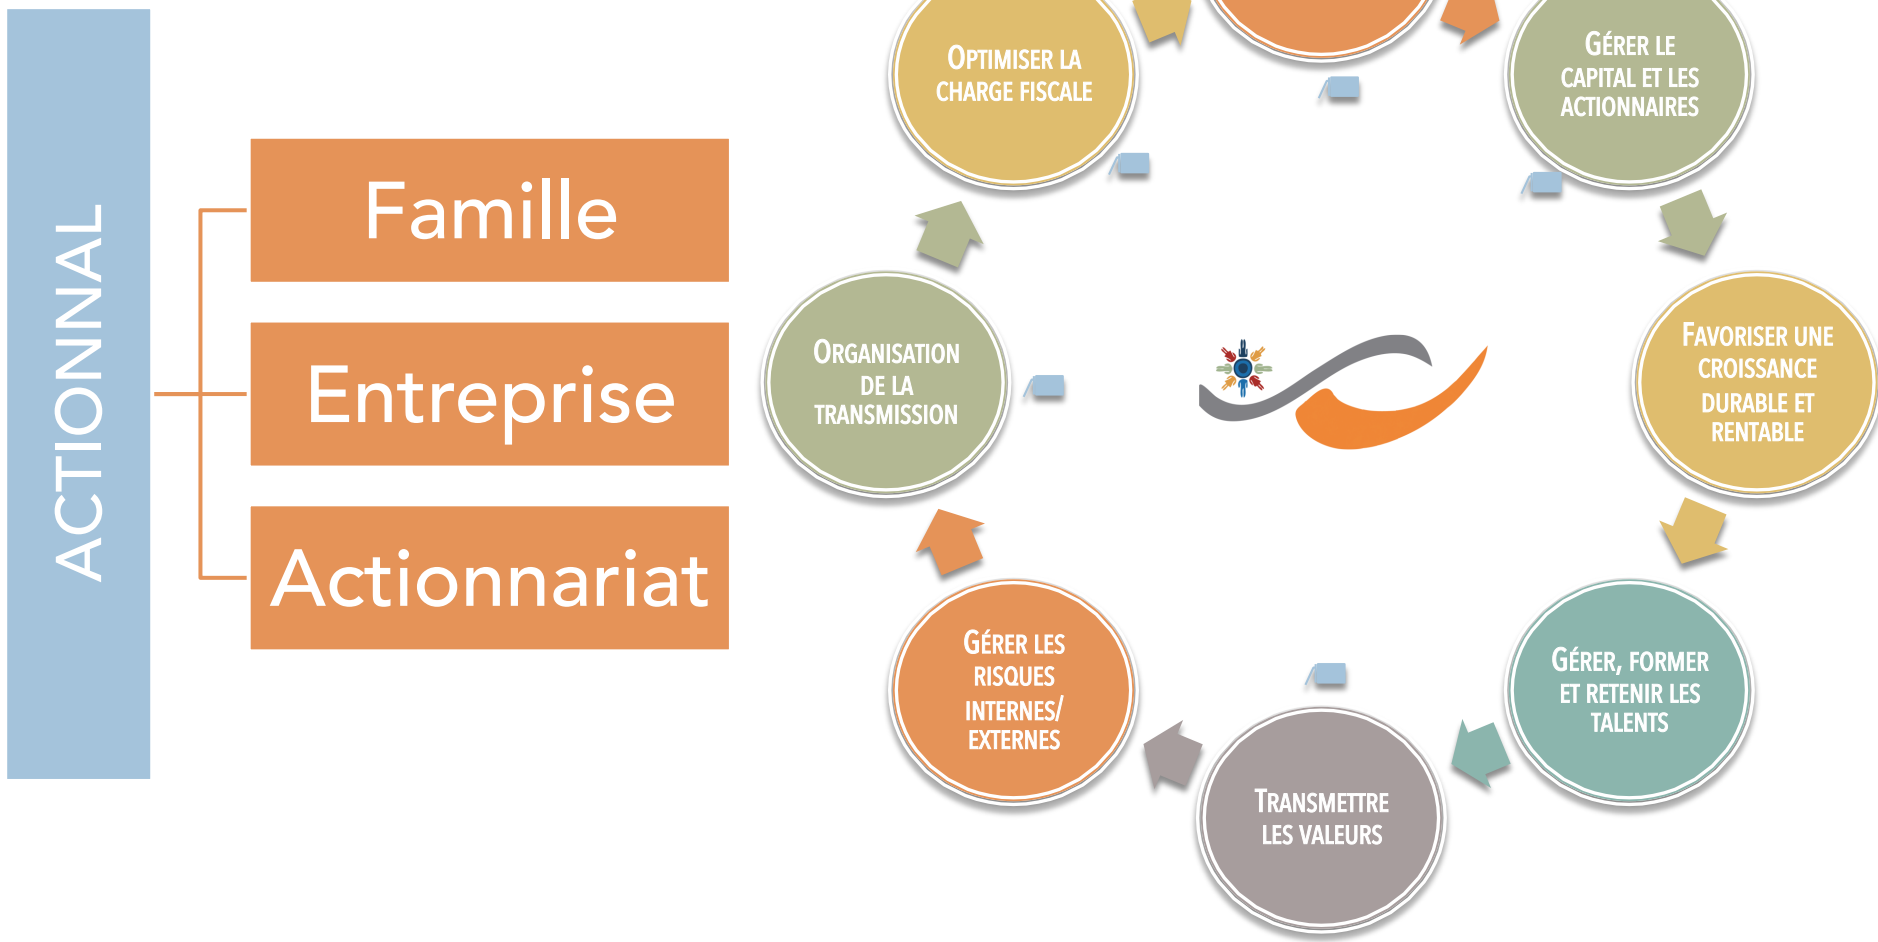 ACTIONNAL
Famille
Entreprise
Actionnariat
OPTIMISER LA
CHARGE FISCALE
GÉRER LE
CAPITAL ET LES
ACTIONNAIRES
FAVORISER UNE
CROISSANCE
DURABLE ET
RENTABLE
GÉRER, FORMER
ET RETENIR LES
TALENTS
TRANSMETTRE
LES VALEURS
GÉRER LES
RISQUES
INTERNES/
EXTERNES
ORGANISATION
DE LA
TRANSMISSION